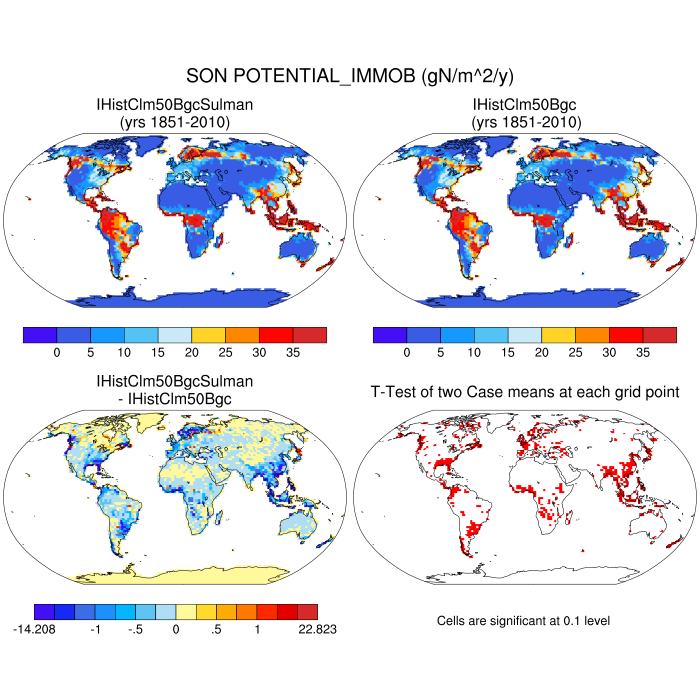 SON POTENTIAL_IMMOB (gN/m^2/y)
IHistClm50BgcSulman
(yrs 1851-2010)
IHistClm50Bgc
(yrs 1851-2010)
0 5 10 15 20 25 30 35
0 5 10 15 20 25 30 35
IHistClm50BgcSulman
- IHistClm50Bgc
T-Test of two Case means at each grid point
-14.208 -1 -.5 0 .5 1 22.823
Cells are significant at 0.1 level